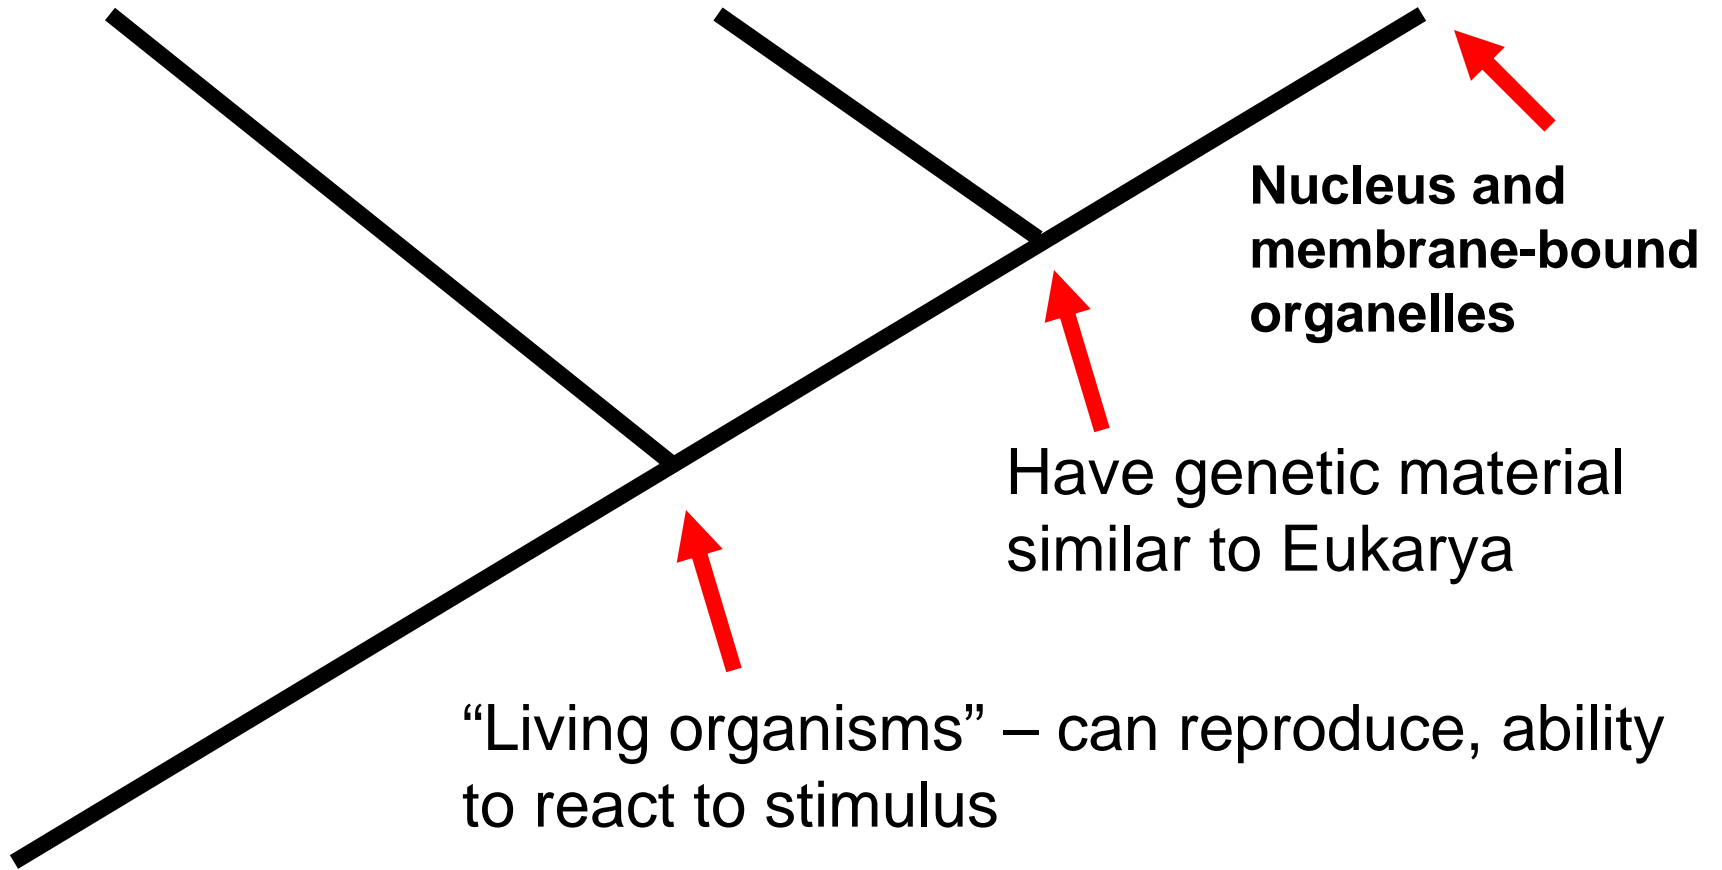 Nucleus and
membrane-bound
organelles
Have genetic material
similar to Eukarya
“Living organisms” – can reproduce, ability
to react to stimulus